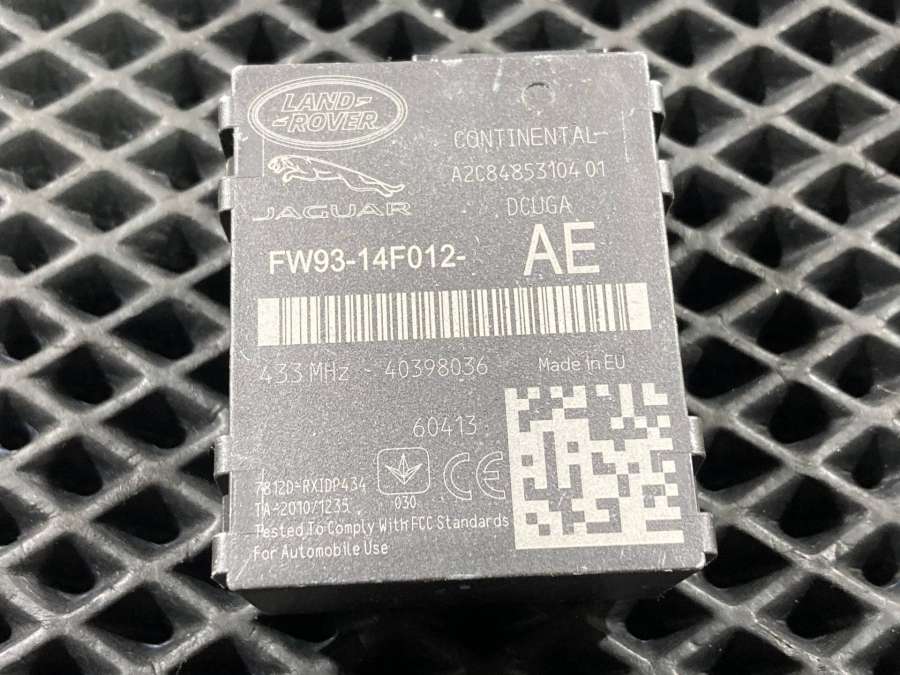 LAND-
-ROVER
JAGUAR
CONTINENTAL
A2C84853104 01
DCUGA
FW93-14F012- AE
433 MHz - 40398036 Made in EU
60413
7812D-RXIDP434
TA-2010/1235
030
CE
Tested To Comply With FCC Standards
For Automobile Use